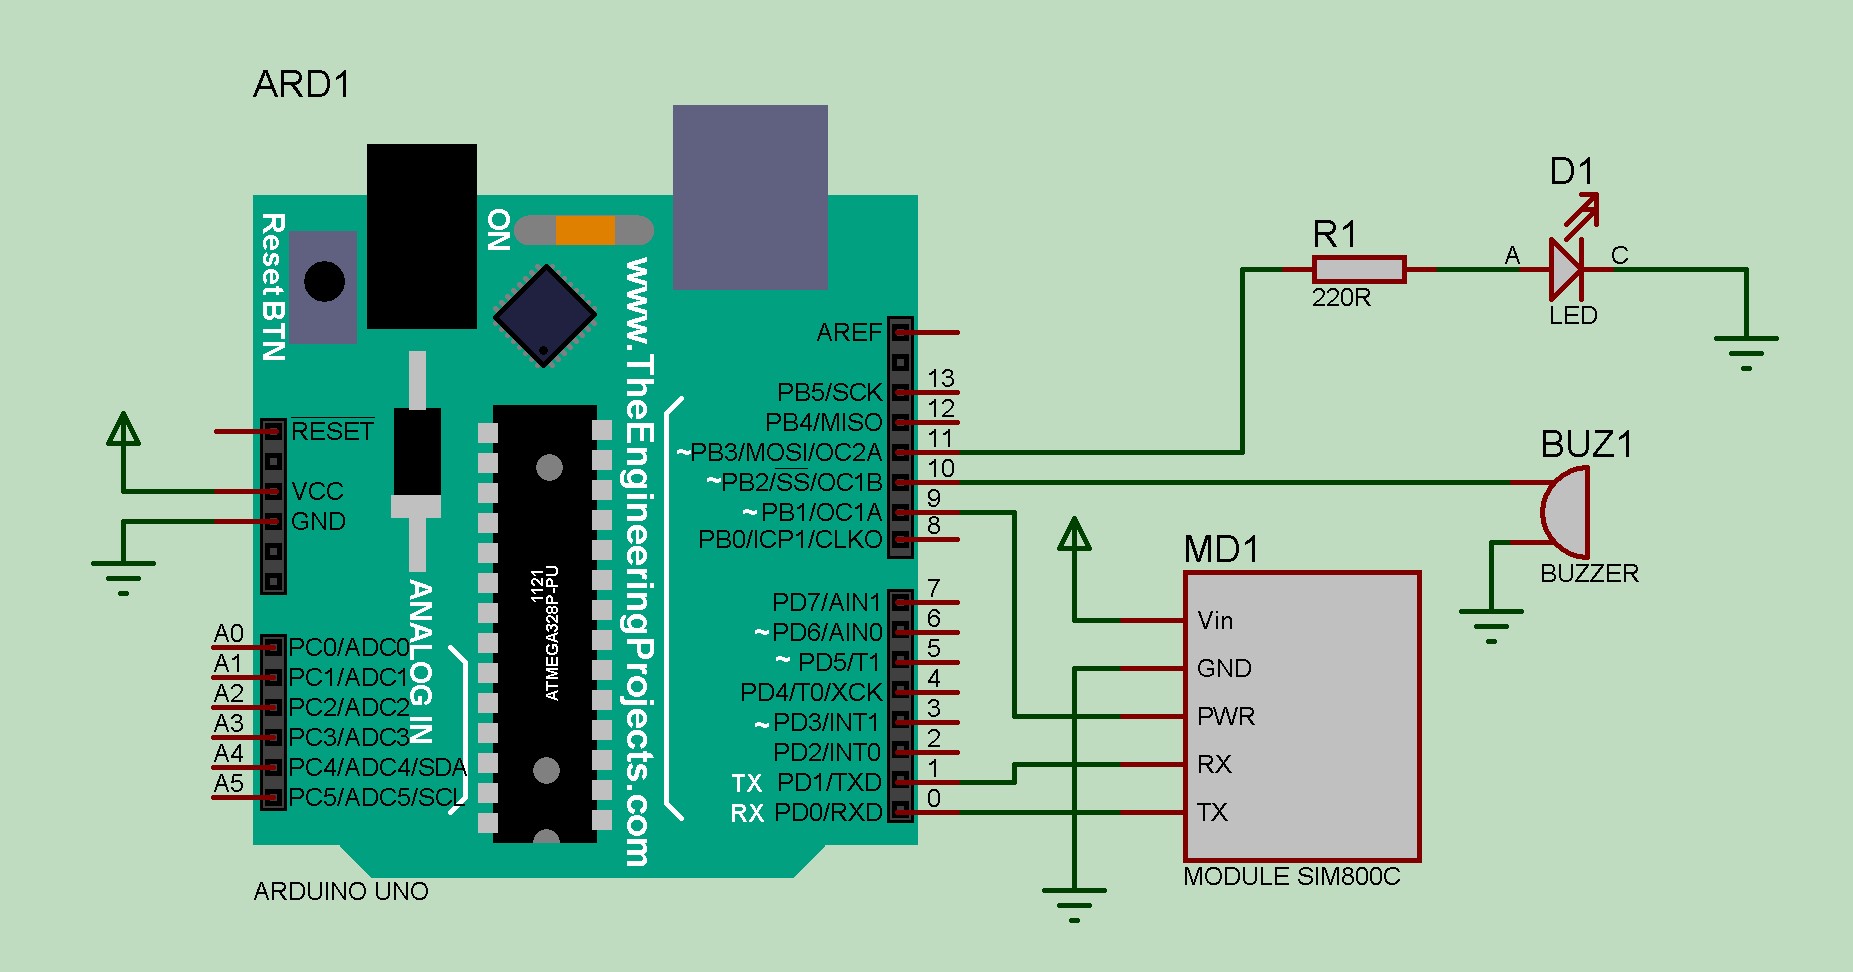 ARD1
Reset BTN
ON
www.TheEngineeringProjects.com
RESET
VCC
GND
ANALOG IN
1121
ATMEGA328P-PU
A0 PC0/ADC0
A1 PC1/ADC1
A2 PC2/ADC2
A3 PC3/ADC3
A4 PC4/ADC4/SDA
A5 PC5/ADC5/SCL
AREF
PB5/SCK 13
PB4/MISO 12
~PB3/MOSI/OC2A 11
~PB2/SS/OC1B 10
~PB1/OC1A 9
PB0/ICP1/CLKO 8
PD7/AIN1 7
~PD6/AIN0 6
~PD5/T1 5
PD4/T0/XCK 4
~PD3/INT1 3
PD2/INT0 2
TX PD1/TXD 1
RX PD0/RXD 0
ARDUINO UNO
R1
220R
D1
A C
LED
BUZ1
BUZZER
MD1
Vin
GND
PWR
RX
TX
MODULE SIM800C